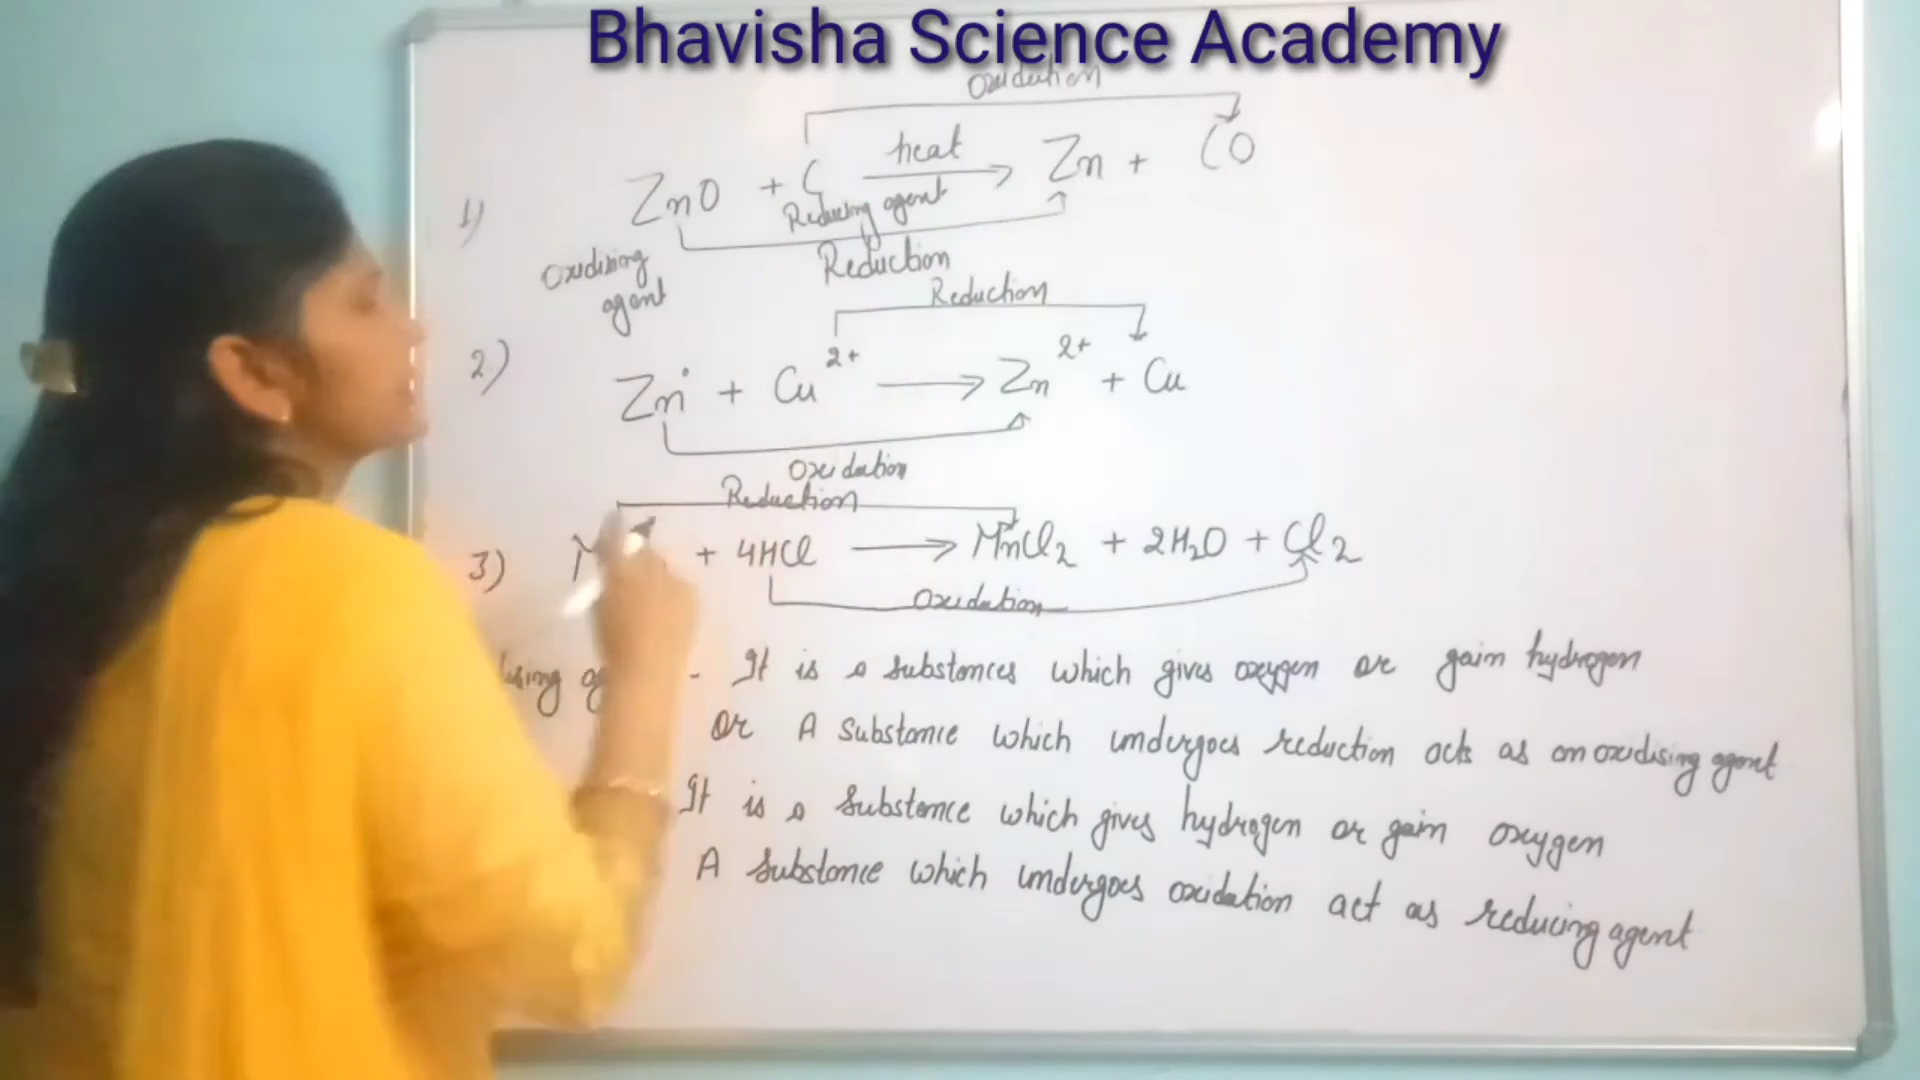 Bhavisha Science Academy
Oxidation
1) ZnO + C heat → Zn + CO
Reducing agent
Oxidising agent
Reduction
Reduction
2.) Zn + Cu²⁺ → Zn²⁺ + Cu
Oxidation
Reduction
3) M + 4HCl → MnCl₂ + 2H₂O + Cl₂
Oxidation
- It is a substances which gives oxygen or gain hydrogen
or A substance which undergoes reduction acts as an oxidising agent
It is a substance which gives hydrogen or gain oxygen
A substance which undergoes oxidation act as reducing agent